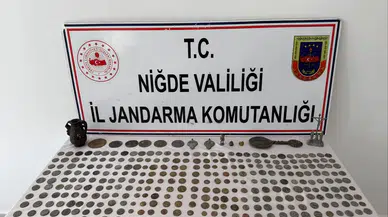 T.C.
NİĞDE VALİLİĞİ
İL JANDARMA KOMUTANLIĞI